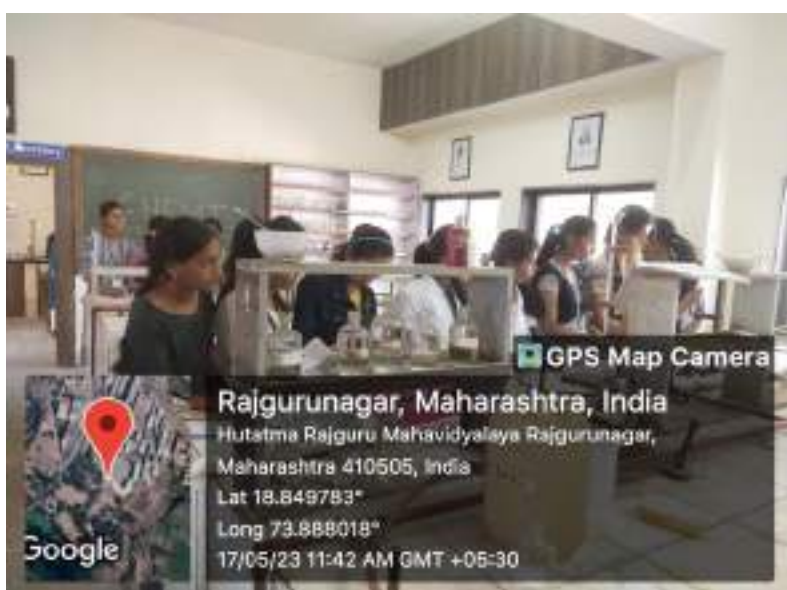 GPS Map Camera
Rajgurunagar, Maharashtra, India
Hutatma Rajguru Mahavidyalaya Rajgurunagar,
Maharashtra 410505, India
Lat 18.849783°
Long 73.888018°
17/05/23 11:42 AM GMT +05:30
Google